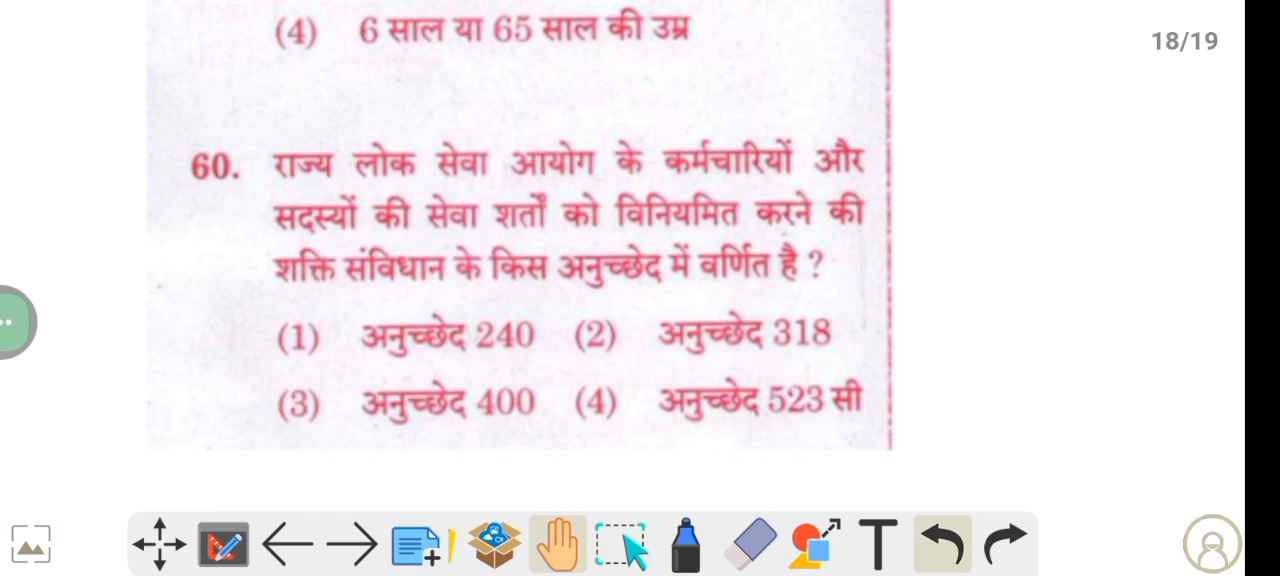 (4) 6 साल या 65 साल की उम्र
18/19
60. राज्य लोक सेवा आयोग के कर्मचारियों और
सदस्यों की सेवा शर्तों को विनियमित करने की
शक्ति संविधान के किस अनुच्छेद में वर्णित है ?
(1) अनुच्छेद 240 (2) अनुच्छेद 318
(3) अनुच्छेद 400 (4) अनुच्छेद 523 सी
T